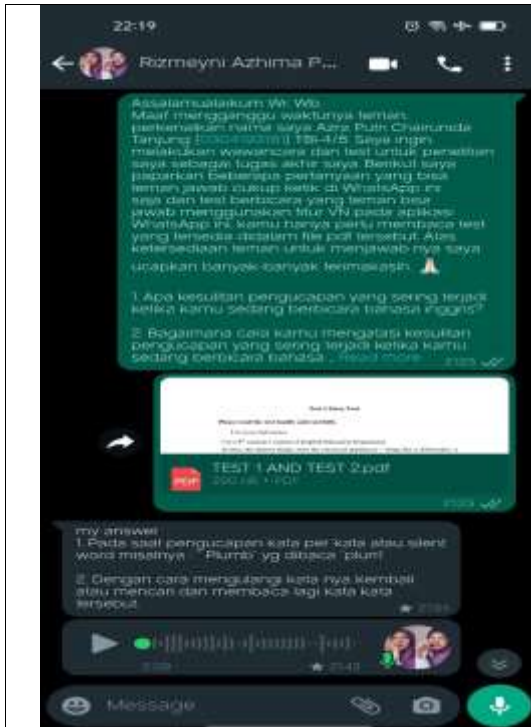 22:19
Rizmeyni Azhima P...
Assalamualaikum Wr. Wb
Maaf mengganggu waktunya teman
perkenalkan nama saya Azra Putri Chairunida
Tanjung TBI-4/5. Saya ingin
melakukan wawancara dan test untuk penelitian
saya sebagai tugas akhir saya. Berikut saya
paparkan beberapa pertanyaan yang bisa
teman jawab cukup ketik di WhatsApp ini
saja dan test berbicara yang teman bisa
jawab menggunakan fitur VN pada aplikasi
WhatsApp ini. kamu hanya perlu membaca test
yang tersedia didalam file pdf tersebut. Atas
ketersediaan teman untuk menjawab nya saya
ucapkan banyak-banyak terimakasih
1. Apa kesulitan pengucapan yang sering terjadi
ketika kamu sedang berbicara bahasa inggris?
2. Bagaimana cara kamu mengatasi kesulitan
pengucapan yang sering terjadi ketika kamu
sedang berbicara bahasa ... Read more
PDF
TEST 1 AND TEST 2.pdf
my answer
1. Pada saat pengucapan kata per kata atau silent
word misalnya "Plumb" yg dibaca
2. Dengan cara mengulangi kata nya kembali
atau mencari dan membaca lagi kata kata
tersebut
Message